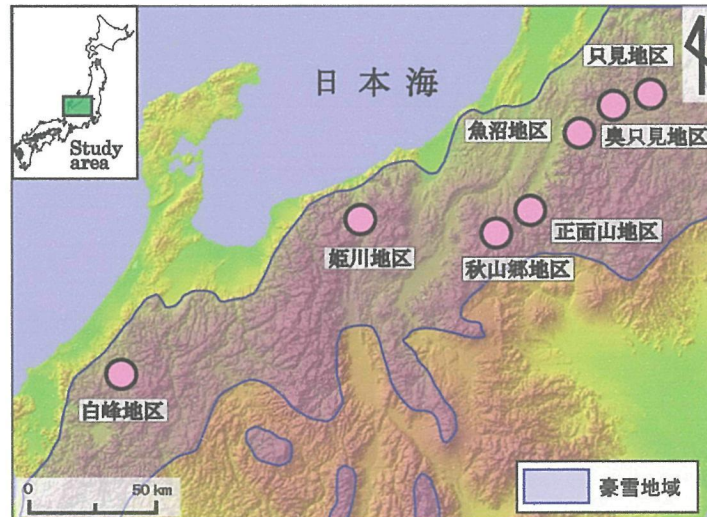 Study
area
日本海
只見地区
魚沼地区
奥只見地区
正面山地区
秋山郷地区
姫川地区
白峰地区
0 50 km
豪雪地域